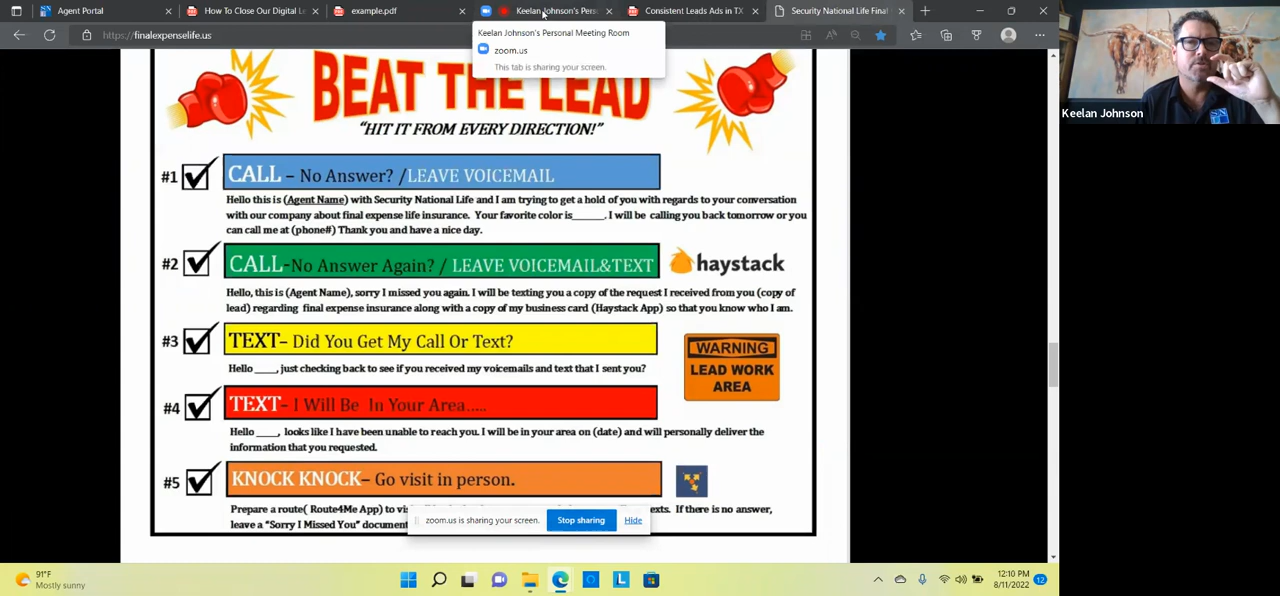 Agent Portal
How To Close Our Digital Le
example.pdf
Keelan Johnson's Pers
Consistent Leads Ads in TX
Security National Life Final
https://finalexpenselife.us
Keelan Johnson's Personal Meeting Room
zoom.us
This tab is sharing your screen.
Keelan Johnson
BEAT THE LEAD
"HIT IT FROM EVERY DIRECTION!"
#1 CALL – No Answer? /LEAVE VOICEMAIL
Hello this is (Agent Name) with Security National Life and I am trying to get a hold of you with regards to your conversation
with our company about final expense life insurance. Your favorite color is______. I will be calling you back tomorrow or you
can call me at (phone#) Thank you and have a nice day.
#2 CALL-No Answer Again? / LEAVE VOICEMAIL&TEXT
haystack
Hello, this is (Agent Name), sorry I missed you again. I will be texting you a copy of the request I received from you (copy of
lead) regarding final expense insurance along with a copy of my business card (Haystack App) so that you know who I am.
#3 TEXT– Did You Get My Call Or Text?
Hello ____, just checking back to see if you received my voicemails and text that I sent you?
WARNING
LEAD WORK
AREA
#4 TEXT- I Will Be In Your Area.....
Hello ____, looks like I have been unable to reach you. I will be in your area on (date) and will personally deliver the
information that you requested.
#5 KNOCK KNOCK– Go visit in person.
Prepare a route( Route4Me App) to vis
exts. If there is no answer,
leave a "Sorry I Missed You" document
zoom.us is sharing your screen.
Stop sharing
Hide
91°F
Mostly sunny
12:10 PM
8/11/2022
12